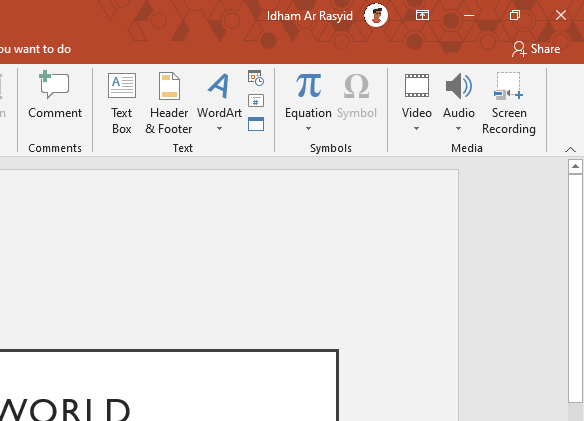 Idham Ar Rasyid
ou want to do
Share
n
Comment
Text
Box
Header
& Footer
WordArt
#
Equation
Symbol
Video
Audio
Screen
Recording
Comments
Text
Symbols
Media
WORLD